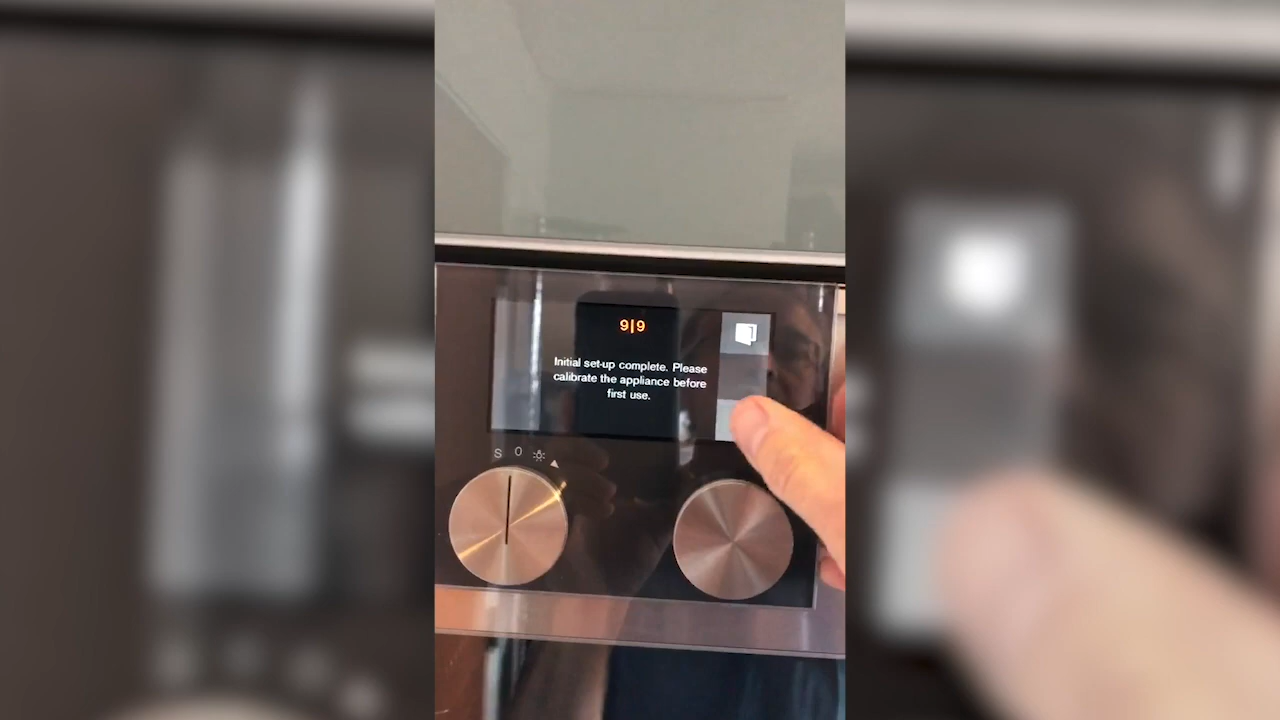 9|9
Initial set-up complete. Please
calibrate the appliance before
first use.
S 0